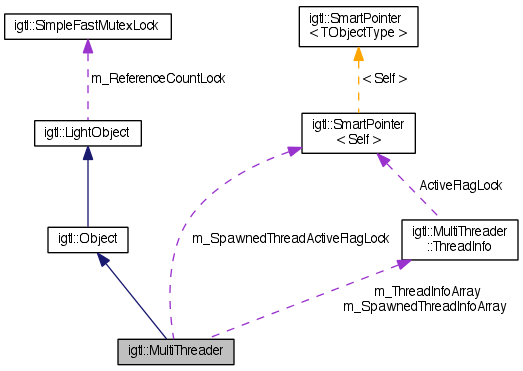 igtl::SimpleFastMutexLock
igtl::SmartPointer
< TObjectType >
m_ReferenceCountLock
< Self >
igtl::LightObject
igtl::SmartPointer
< Self >
ActiveFlagLock
igtl::Object
m_SpawnedThreadActiveFlagLock
igtl::MultiThreader
::ThreadInfo
m_ThreadInfoArray
m_SpawnedThreadInfoArray
igtl::MultiThreader